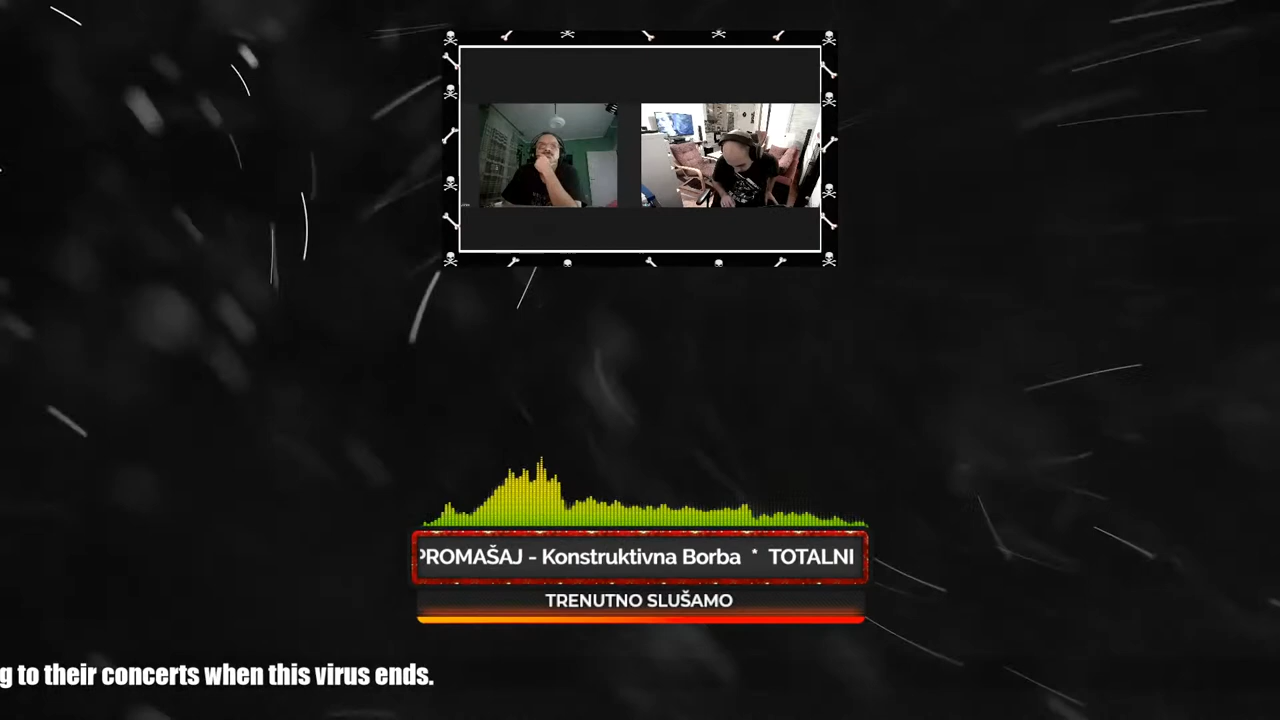 PROMAŠAJ - Konstruktivna Borba * TOTALNI
TRENUTNO SLUŠAMO
g to their concerts when this virus ends.